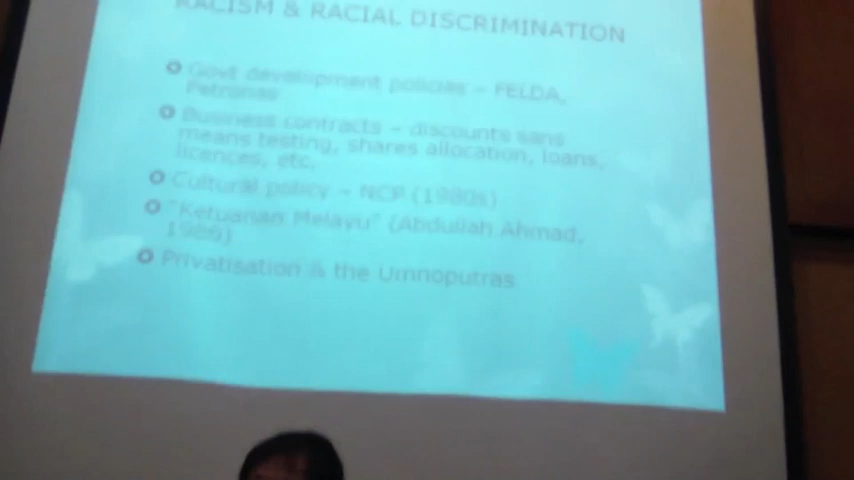 RACISM & RACIAL DISCRIMINATION
Govt development policies – FELDA,
Petronas
Business contracts – discounts sans
means testing, shares allocation, loans,
licences, etc.
Cultural policy – NCP (1980s)
"Ketuanan Melayu" (Abdullah Ahmad,
1986)
Privatisation & the Umnoputras